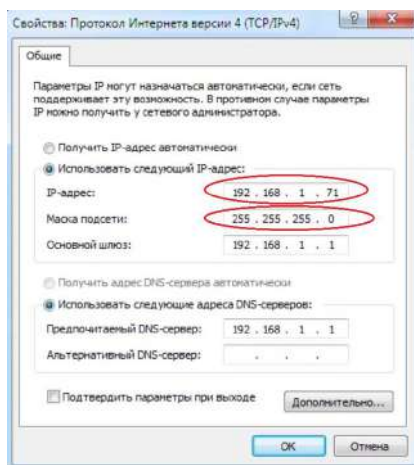 Свойства: Протокол Интернета версии 4 (TCP/IPv4)
Общие
Параметры IP могут назначаться автоматически, если сеть
поддерживает эту возможность. В противном случае параметры
IP можно получить у сетевого администратора.
Получить IP-адрес автоматически
Использовать следующий IP-адрес:
IP-адрес: 192 . 168 . 1 . 71
Маска подсети: 255 . 255 . 255 . 0
Основной шлюз: 192 . 168 . 1 . 1
Получить адрес DNS-сервера автоматически
Использовать следующие адреса DNS-серверов:
Предпочитаемый DNS-сервер: 192 . 168 . 1 . 1
Альтернативный DNS-сервер: . . .
Подтвердить параметры при выходе
Дополнительно...
ОК Отмена